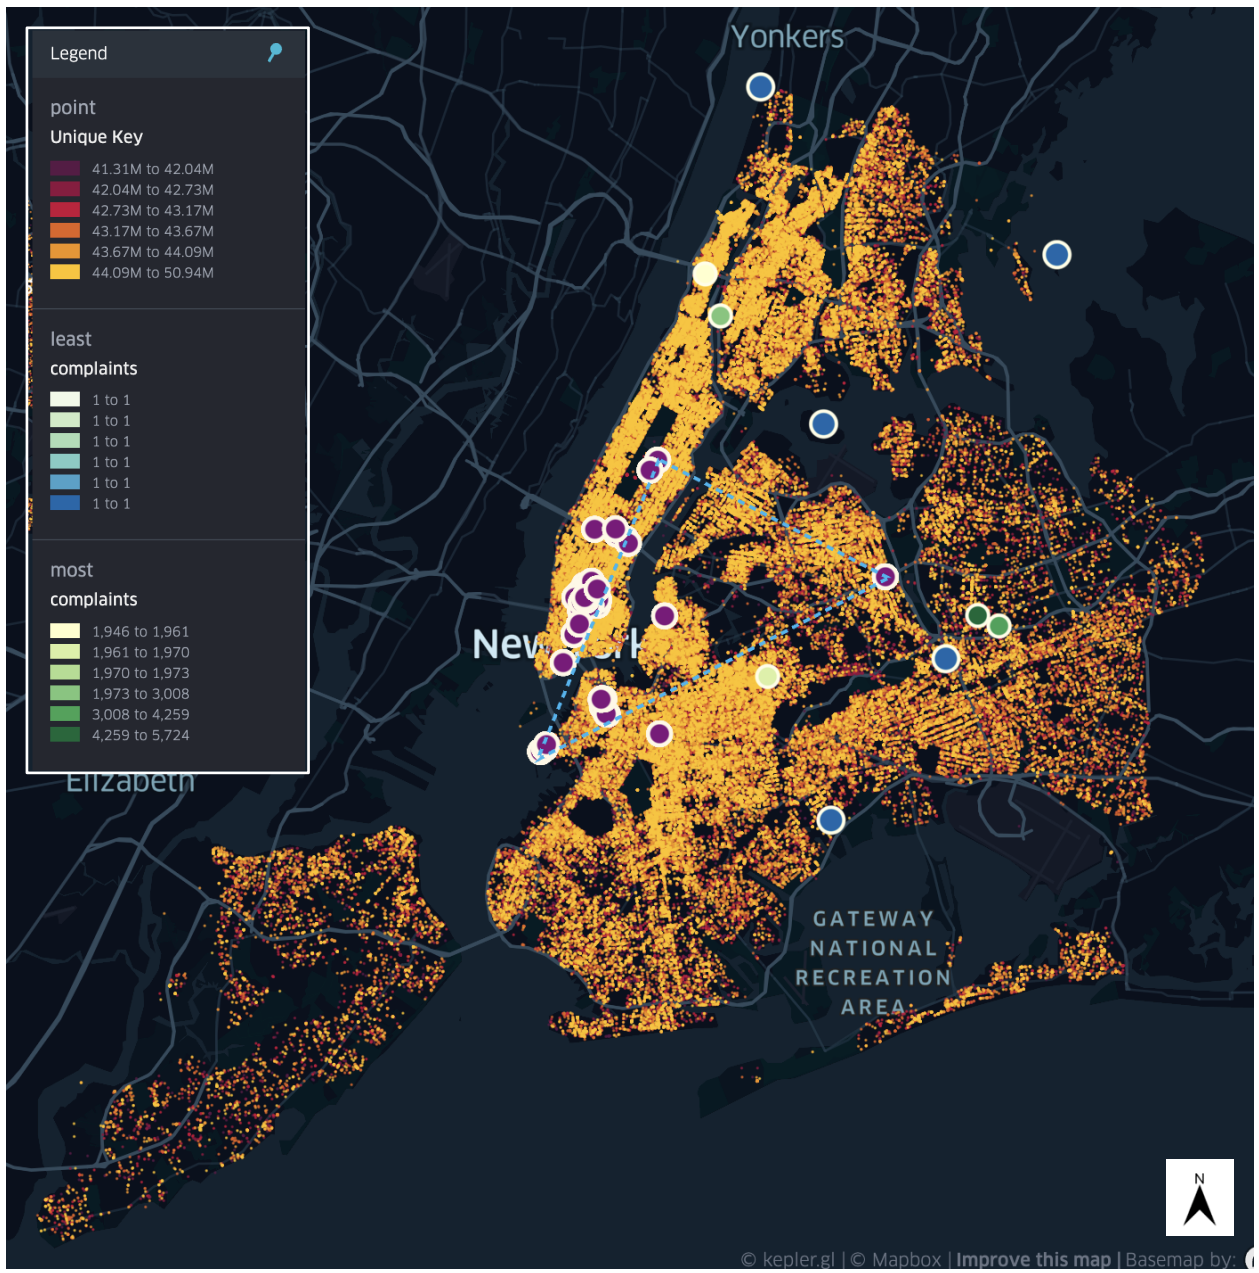 Yonkers
Legend
point
Unique Key
41.31M to 42.04M
42.04M to 42.73M
42.73M to 43.17M
43.17M to 43.67M
43.67M to 44.09M
44.09M to 50.94M
least
complaints
1 to 1
1 to 1
1 to 1
1 to 1
1 to 1
1 to 1
most
complaints
1,946 to 1,961
1,961 to 1,970
1,970 to 1,973
1,973 to 3,008
3,008 to 4,259
4,259 to 5,724
New York
Elizabeth
GATEWAY
NATIONAL
RECREATION
AREA
N
© kepler.gl | © Mapbox | Improve this map | Basemap by: